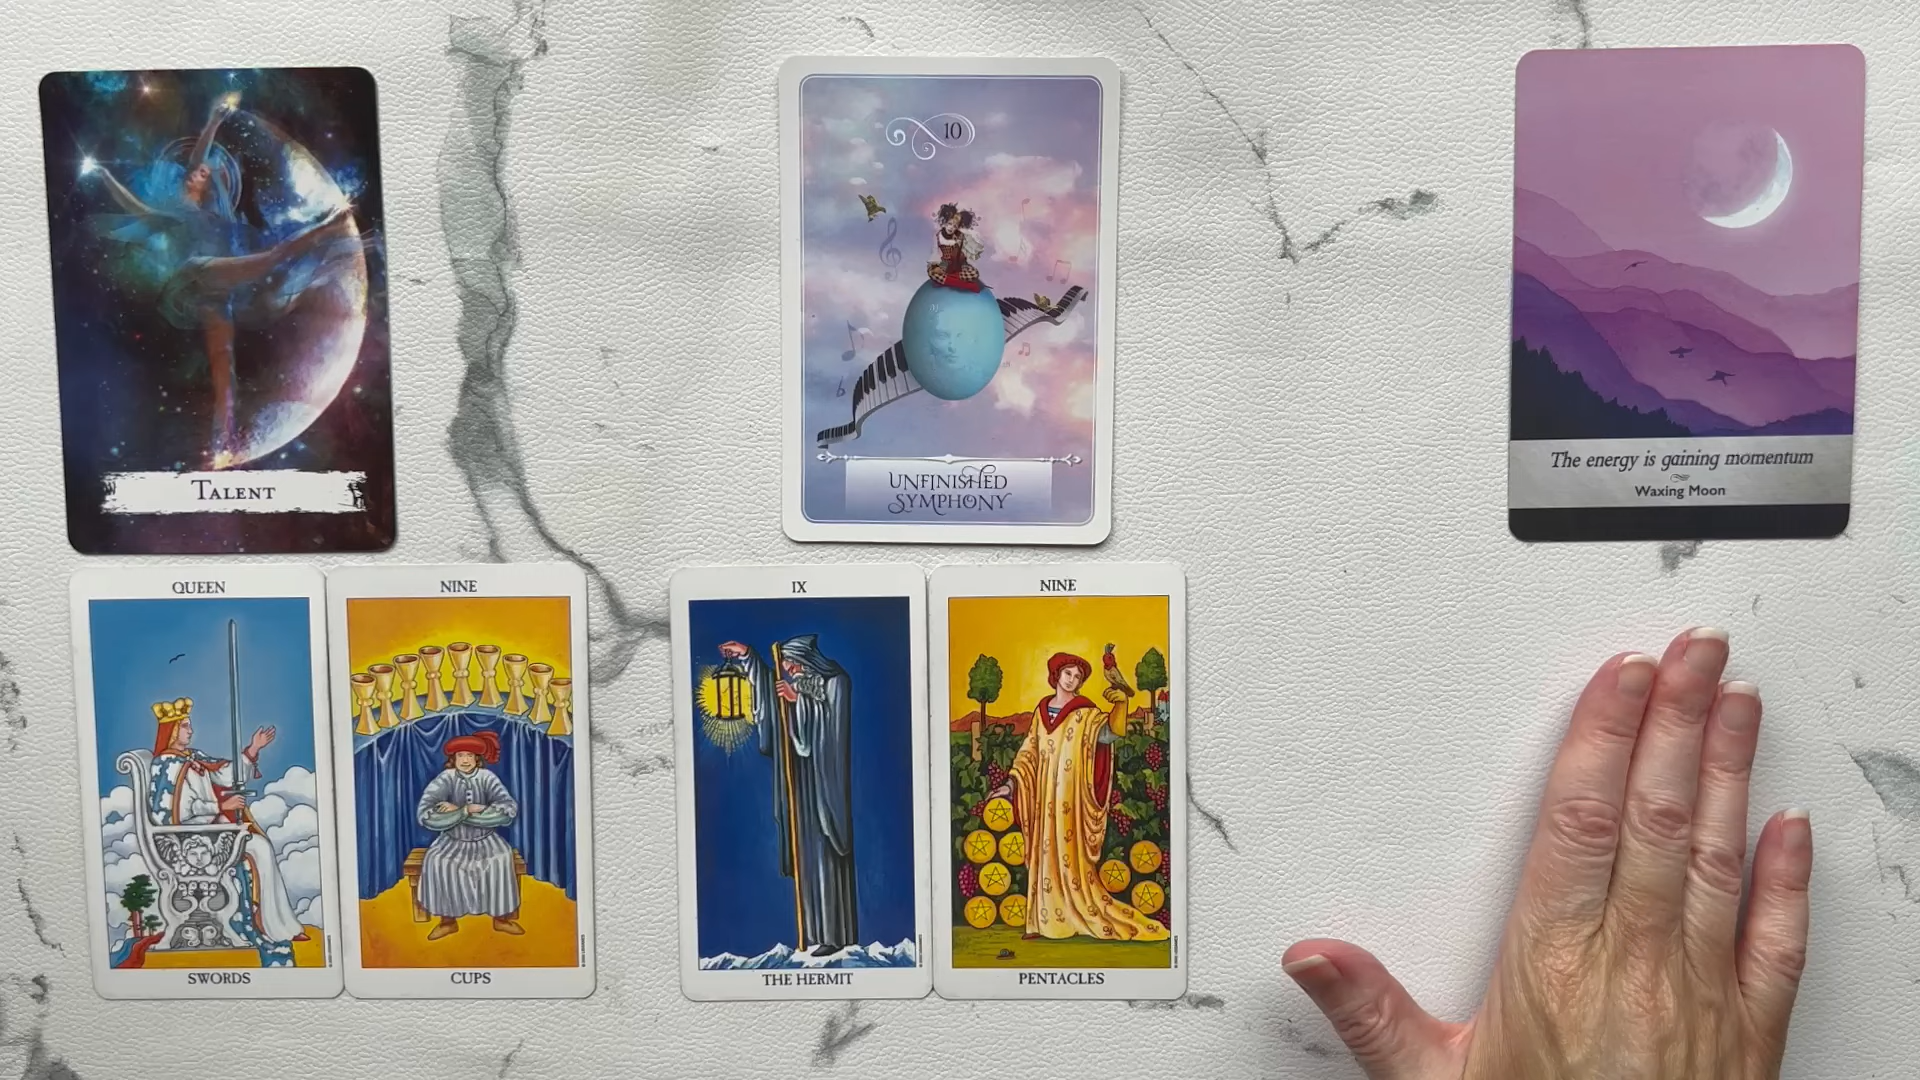 TALENT
10
UNFINISHED
SYMPHONY
The energy is gaining momentum
Waxing Moon
QUEEN
SWORDS
NINE
CUPS
IX
THE HERMIT
NINE
PENTACLES